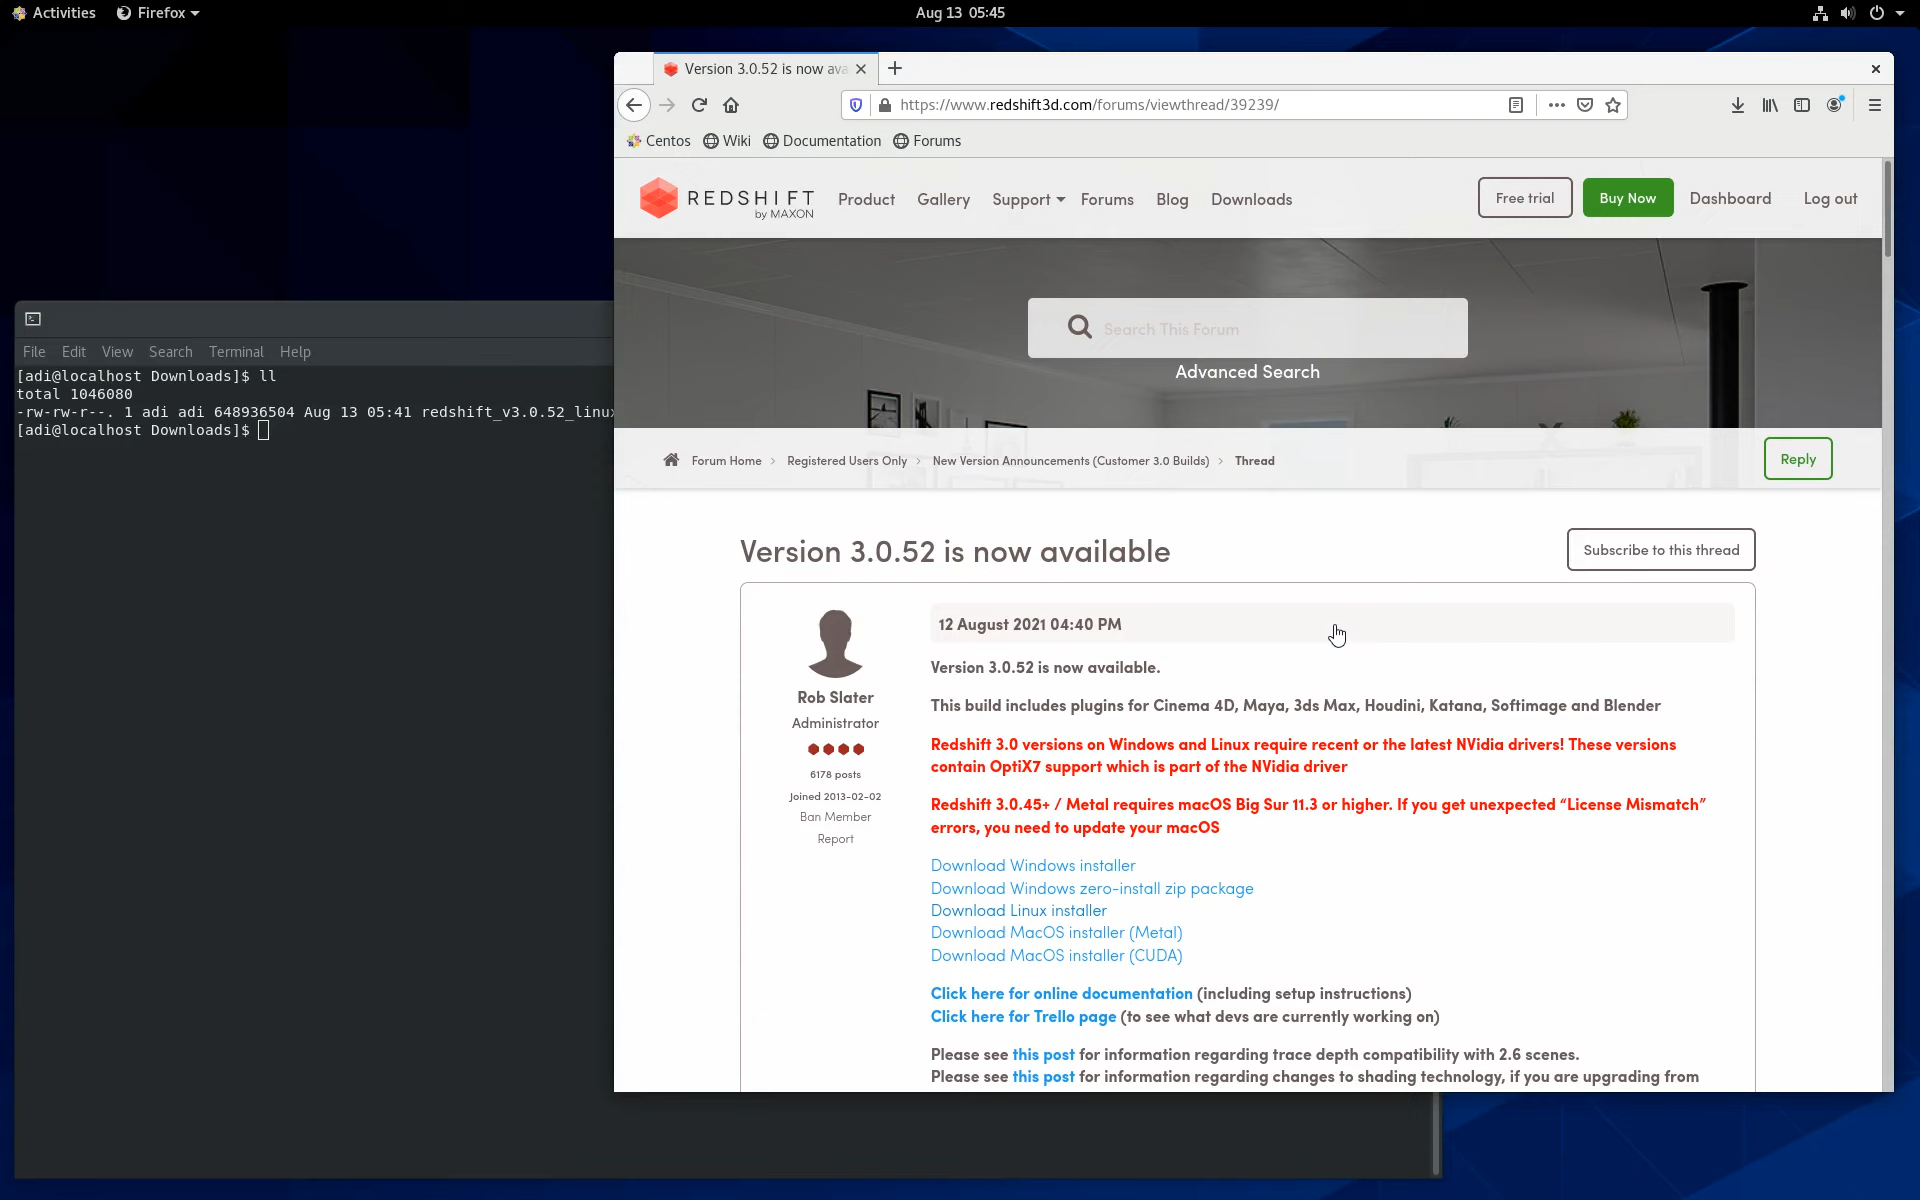 Activities Firefox Aug 13 05:45
Version 3.0.52 is now ava
https://www.redshift3d.com/forums/viewthread/39239/
Centos Wiki Documentation Forums
REDSHIFT
by MAXON
Product Gallery Support Forums Blog Downloads Free trial Buy Now Dashboard Log out
Search This Forum
Advanced Search
Forum Home > Registered Users Only > New Version Announcements (Customer 3.0 Builds) > Thread
Reply
Version 3.0.52 is now available
Subscribe to this thread
Rob Slater
Administrator
6178 posts
Joined 2013-02-02
Ban Member
Report
12 August 2021 04:40 PM
Version 3.0.52 is now available.
This build includes plugins for Cinema 4D, Maya, 3ds Max, Houdini, Katana, Softimage and Blender
Redshift 3.0 versions on Windows and Linux require recent or the latest NVidia drivers! These versions
contain OptiX7 support which is part of the NVidia driver
Redshift 3.0.45+ / Metal requires macOS Big Sur 11.3 or higher. If you get unexpected “License Mismatch”
errors, you need to update your macOS
Download Windows installer
Download Windows zero-install zip package
Download Linux installer
Download MacOS installer (Metal)
Download MacOS installer (CUDA)
Click here for online documentation (including setup instructions)
Click here for Trello page (to see what devs are currently working on)
Please see this post for information regarding trace depth compatibility with 2.6 scenes.
Please see this post for information regarding changes to shading technology, if you are upgrading from
File Edit View Search Terminal Help
[adi@localhost Downloads]$ ll
total 1046080
-rw-rw-r--. 1 adi adi 648936504 Aug 13 05:41 redshift_v3.0.52_linux
[adi@localhost Downloads]$